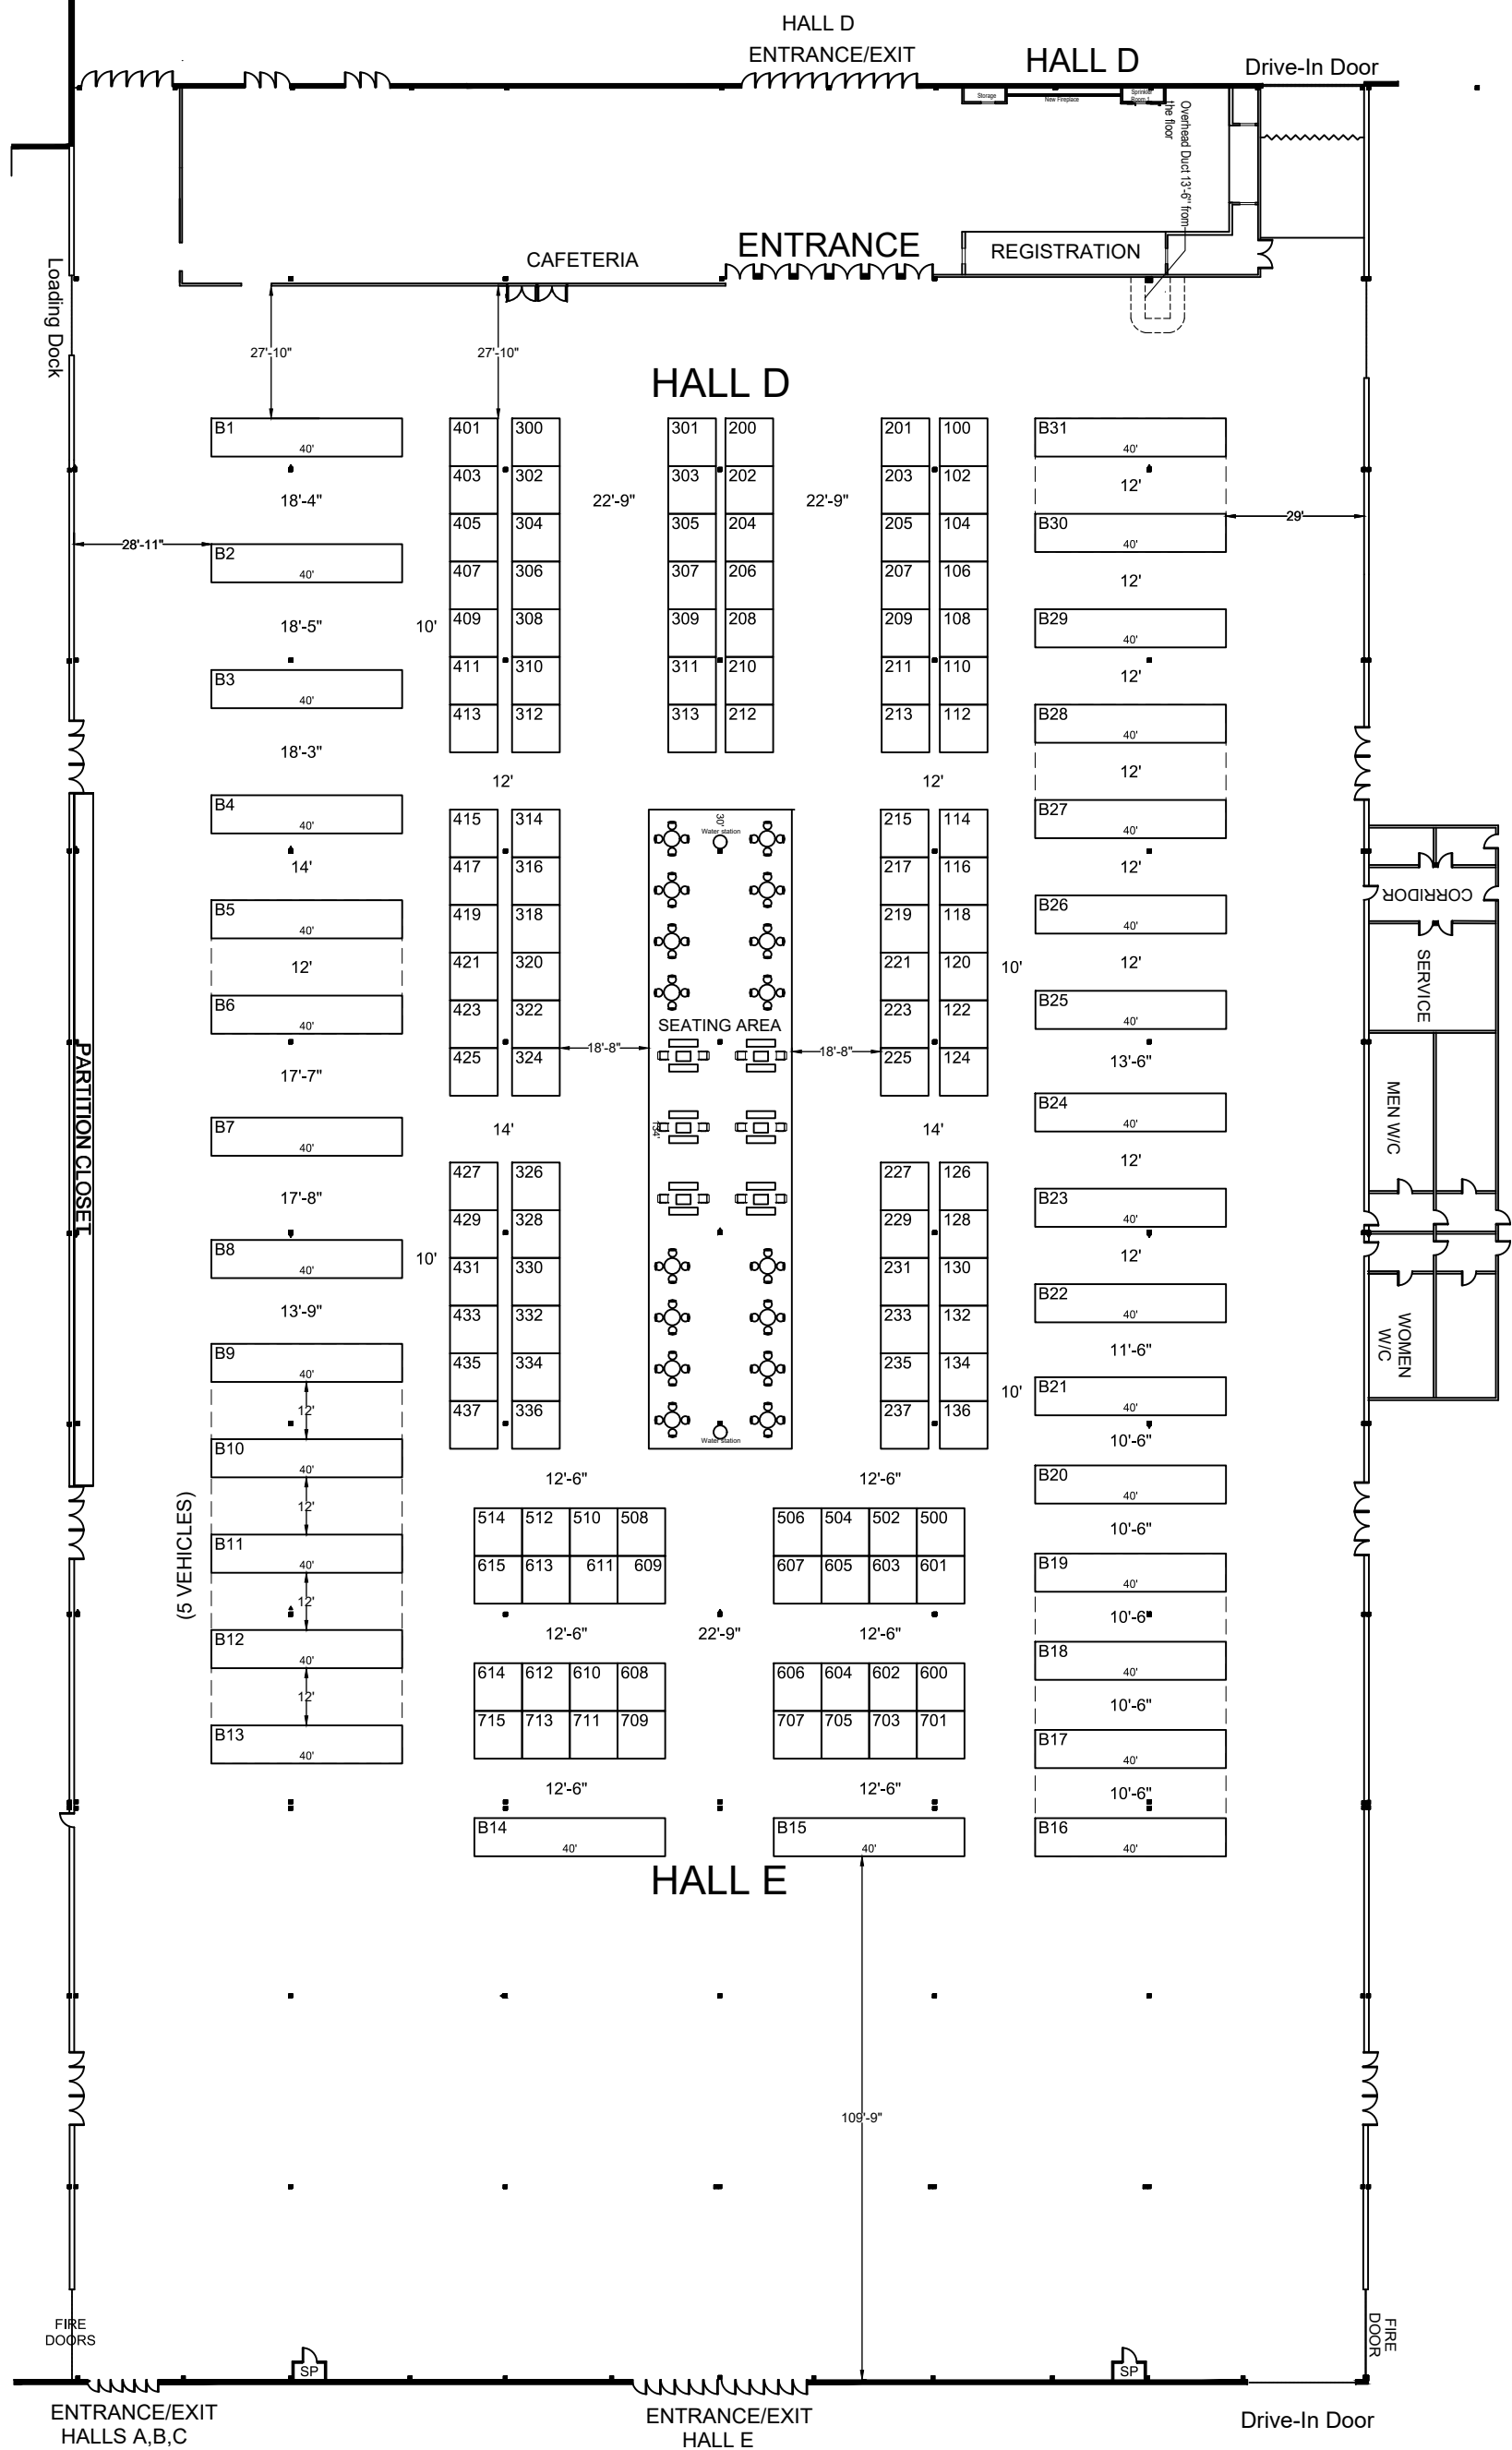 HALL D
ENTRANCE/EXIT
HALL D
Drive-In Door
Storage
New Fireplace
Sprinkler
Room 1
Overhead Duct 13'-6" from
the floor
CAFETERIA
ENTRANCE
REGISTRATION
Loading Dock
27'-10"
27'-10"
HALL D
B1
40'
401 300
301 200
201 100
B31
40'
403 302
303 202
203 102
12'
18'-4"
22'-9"
22'-9"
29'
405 304
305 204
205 104
B30
40'
28'-11"
B2
40'
407 306
307 206
207 106
12'
18'-5"
10'
409 308
309 208
209 108
B29
40'
411 310
311 210
211 110
12'
B3
40'
413 312
313 212
213 112
B28
40'
18'-3"
12'
12'
12'
B4
40'
415 314
30'
Water station
215 114
B27
40'
14'
417 316
217 116
12'
CORRIDOR
B5
40'
419 318
219 118
B26
40'
12'
421 320
221 120
10'
12'
SERVICE
B6
40'
423 322
SEATING AREA
223 122
B25
40'
PARTITION CLOSET
17'-7"
425 324
18'-8"
18'-8"
225 124
13'-6"
MEN W/C
B7
40'
14'
134'
14'
B24
40'
17'-8"
427 326
227 126
12'
429 328
229 128
B23
40'
B8
40'
10'
431 330
231 130
12'
13'-9"
433 332
233 132
B22
40'
WOMEN
W/C
B9
40'
435 334
235 134
11'-6"
10'
B21
40'
12'
437 336
Water station
237 136
10'-6"
B10
40'
12'-6"
12'-6"
B20
40'
(5 VEHICLES)
12'
514 512 510 508
506 504 502 500
10'-6"
B11
40'
615 613 611 609
607 605 603 601
B19
40'
12'
10'-6"
B12
40'
12'-6"
22'-9"
12'-6"
B18
40'
12'
614 612 610 608
606 604 602 600
10'-6"
B13
40'
715 713 711 709
707 705 703 701
B17
40'
12'-6"
12'-6"
10'-6"
B14
40'
B15
40'
B16
40'
HALL E
109'-9"
FIRE
DOORS
FIRE
DOOR
SP
SP
ENTRANCE/EXIT
HALLS A,B,C
ENTRANCE/EXIT
HALL E
Drive-In Door